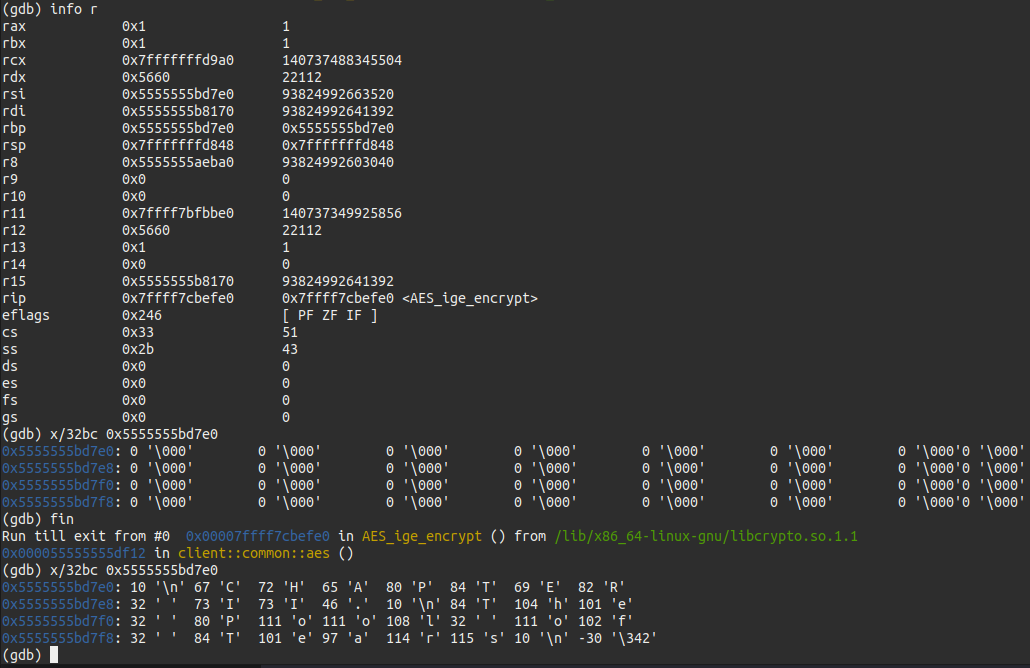 (gdb) info r
rax 0x1 1
rbx 0x1 1
rcx 0x7fffffffd9a0 140737488345504
rdx 0x5660 22112
rsi 0x5555555bd7e0 93824992663520
rdi 0x5555555b8170 93824992641392
rbp 0x5555555bd7e0 0x5555555bd7e0
rsp 0x7fffffffd848 0x7fffffffd848
r8 0x5555555aeba0 93824992603040
r9 0x0 0
r10 0x0 0
r11 0x7ffff7bfbbe0 140737349925856
r12 0x5660 22112
r13 0x1 1
r14 0x0 0
r15 0x5555555b8170 93824992641392
rip 0x7ffff7cbefe0 0x7ffff7cbefe0 <AES_ige_encrypt>
eflags 0x246 [ PF ZF IF ]
cs 0x33 51
ss 0x2b 43
ds 0x0 0
es 0x0 0
fs 0x0 0
gs 0x0 0
(gdb) x/32bc 0x5555555bd7e0
0x5555555bd7e0: 0 '\000' 0 '\000' 0 '\000' 0 '\000' 0 '\000' 0 '\000' 0 '\000'0 '\000'
0x5555555bd7e8: 0 '\000' 0 '\000' 0 '\000' 0 '\000' 0 '\000' 0 '\000' 0 '\000'0 '\000'
0x5555555bd7f0: 0 '\000' 0 '\000' 0 '\000' 0 '\000' 0 '\000' 0 '\000' 0 '\000'0 '\000'
0x5555555bd7f8: 0 '\000' 0 '\000' 0 '\000' 0 '\000' 0 '\000' 0 '\000' 0 '\000'0 '\000'
(gdb) fin
Run till exit from #0 0x00007ffff7cbefe0 in AES_ige_encrypt () from /lib/x86_64-linux-gnu/libcrypto.so.1.1
0x000055555555df12 in client::common::aes ()
(gdb) x/32bc 0x5555555bd7e0
0x5555555bd7e0: 10 '\n' 67 'C' 72 'H' 65 'A' 80 'P' 84 'T' 69 'E' 82 'R'
0x5555555bd7e8: 32 ' ' 73 'I' 73 'I' 46 '.' 10 '\n' 84 'T' 104 'h' 101 'e'
0x5555555bd7f0: 32 ' ' 80 'P' 111 'o' 111 'o' 108 'l' 32 ' ' 111 'o' 102 'f'
0x5555555bd7f8: 32 ' ' 84 'T' 101 'e' 97 'a' 114 'r' 115 's' 10 '\n' -30 '\342'
(gdb)